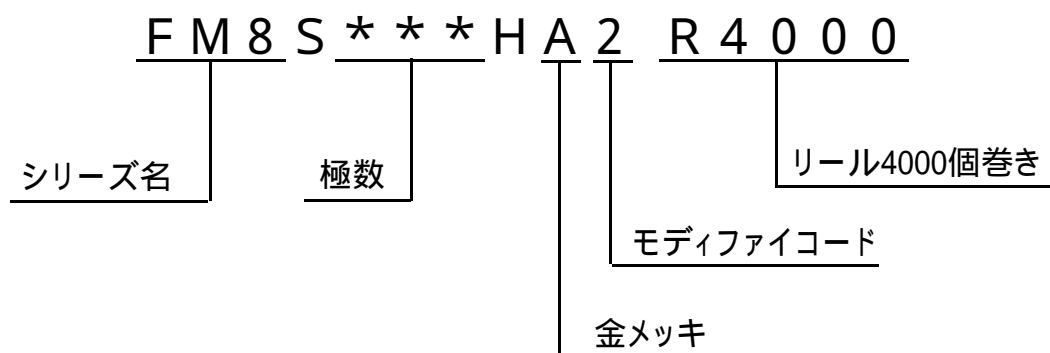 FM8S***HA2 R4000
シリーズ名
極数
リール4000個巻き
モディファイコード
金メッキ